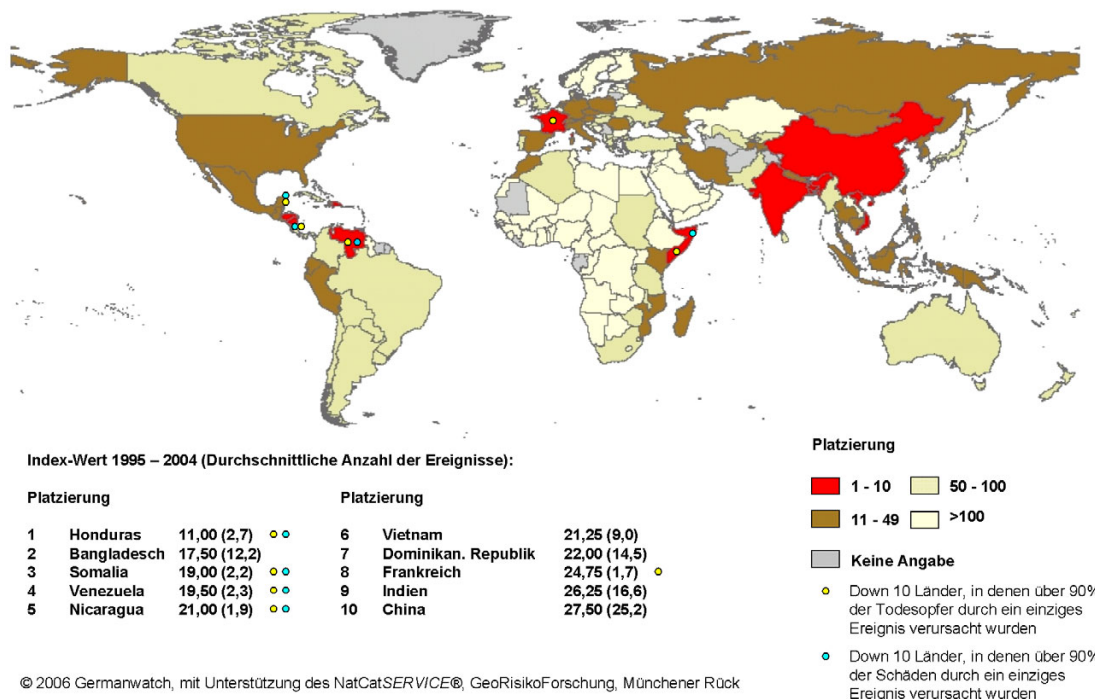 Index-Wert 1995 – 2004 (Durchschnittliche Anzahl der Ereignisse):
Platzierung
1 Honduras 11,00 (2,7)
2 Bangladesch 17,50 (12,2)
3 Somalia 19,00 (2,2)
4 Venezuela 19,50 (2,3)
5 Nicaragua 21,00 (1,9)
Platzierung
6 Vietnam 21,25 (9,0)
7 Dominikan. Republik 22,00 (14,5)
8 Frankreich 24,75 (1,7)
9 Indien 26,25 (16,6)
10 China 27,50 (25,2)
Platzierung
1 - 10 50 - 100
11 - 49 >100
Keine Angabe
Down 10 Länder, in denen über 90%
der Todesopfer durch ein einziges
Ereignis verursacht wurden
Down 10 Länder, in denen über 90%
der Schäden durch ein einziges
Ereignis verursacht wurden
© 2006 Germanwatch, mit Unterstützung des NatCatSERVICE®, GeoRisikoForschung, Münchener Rück